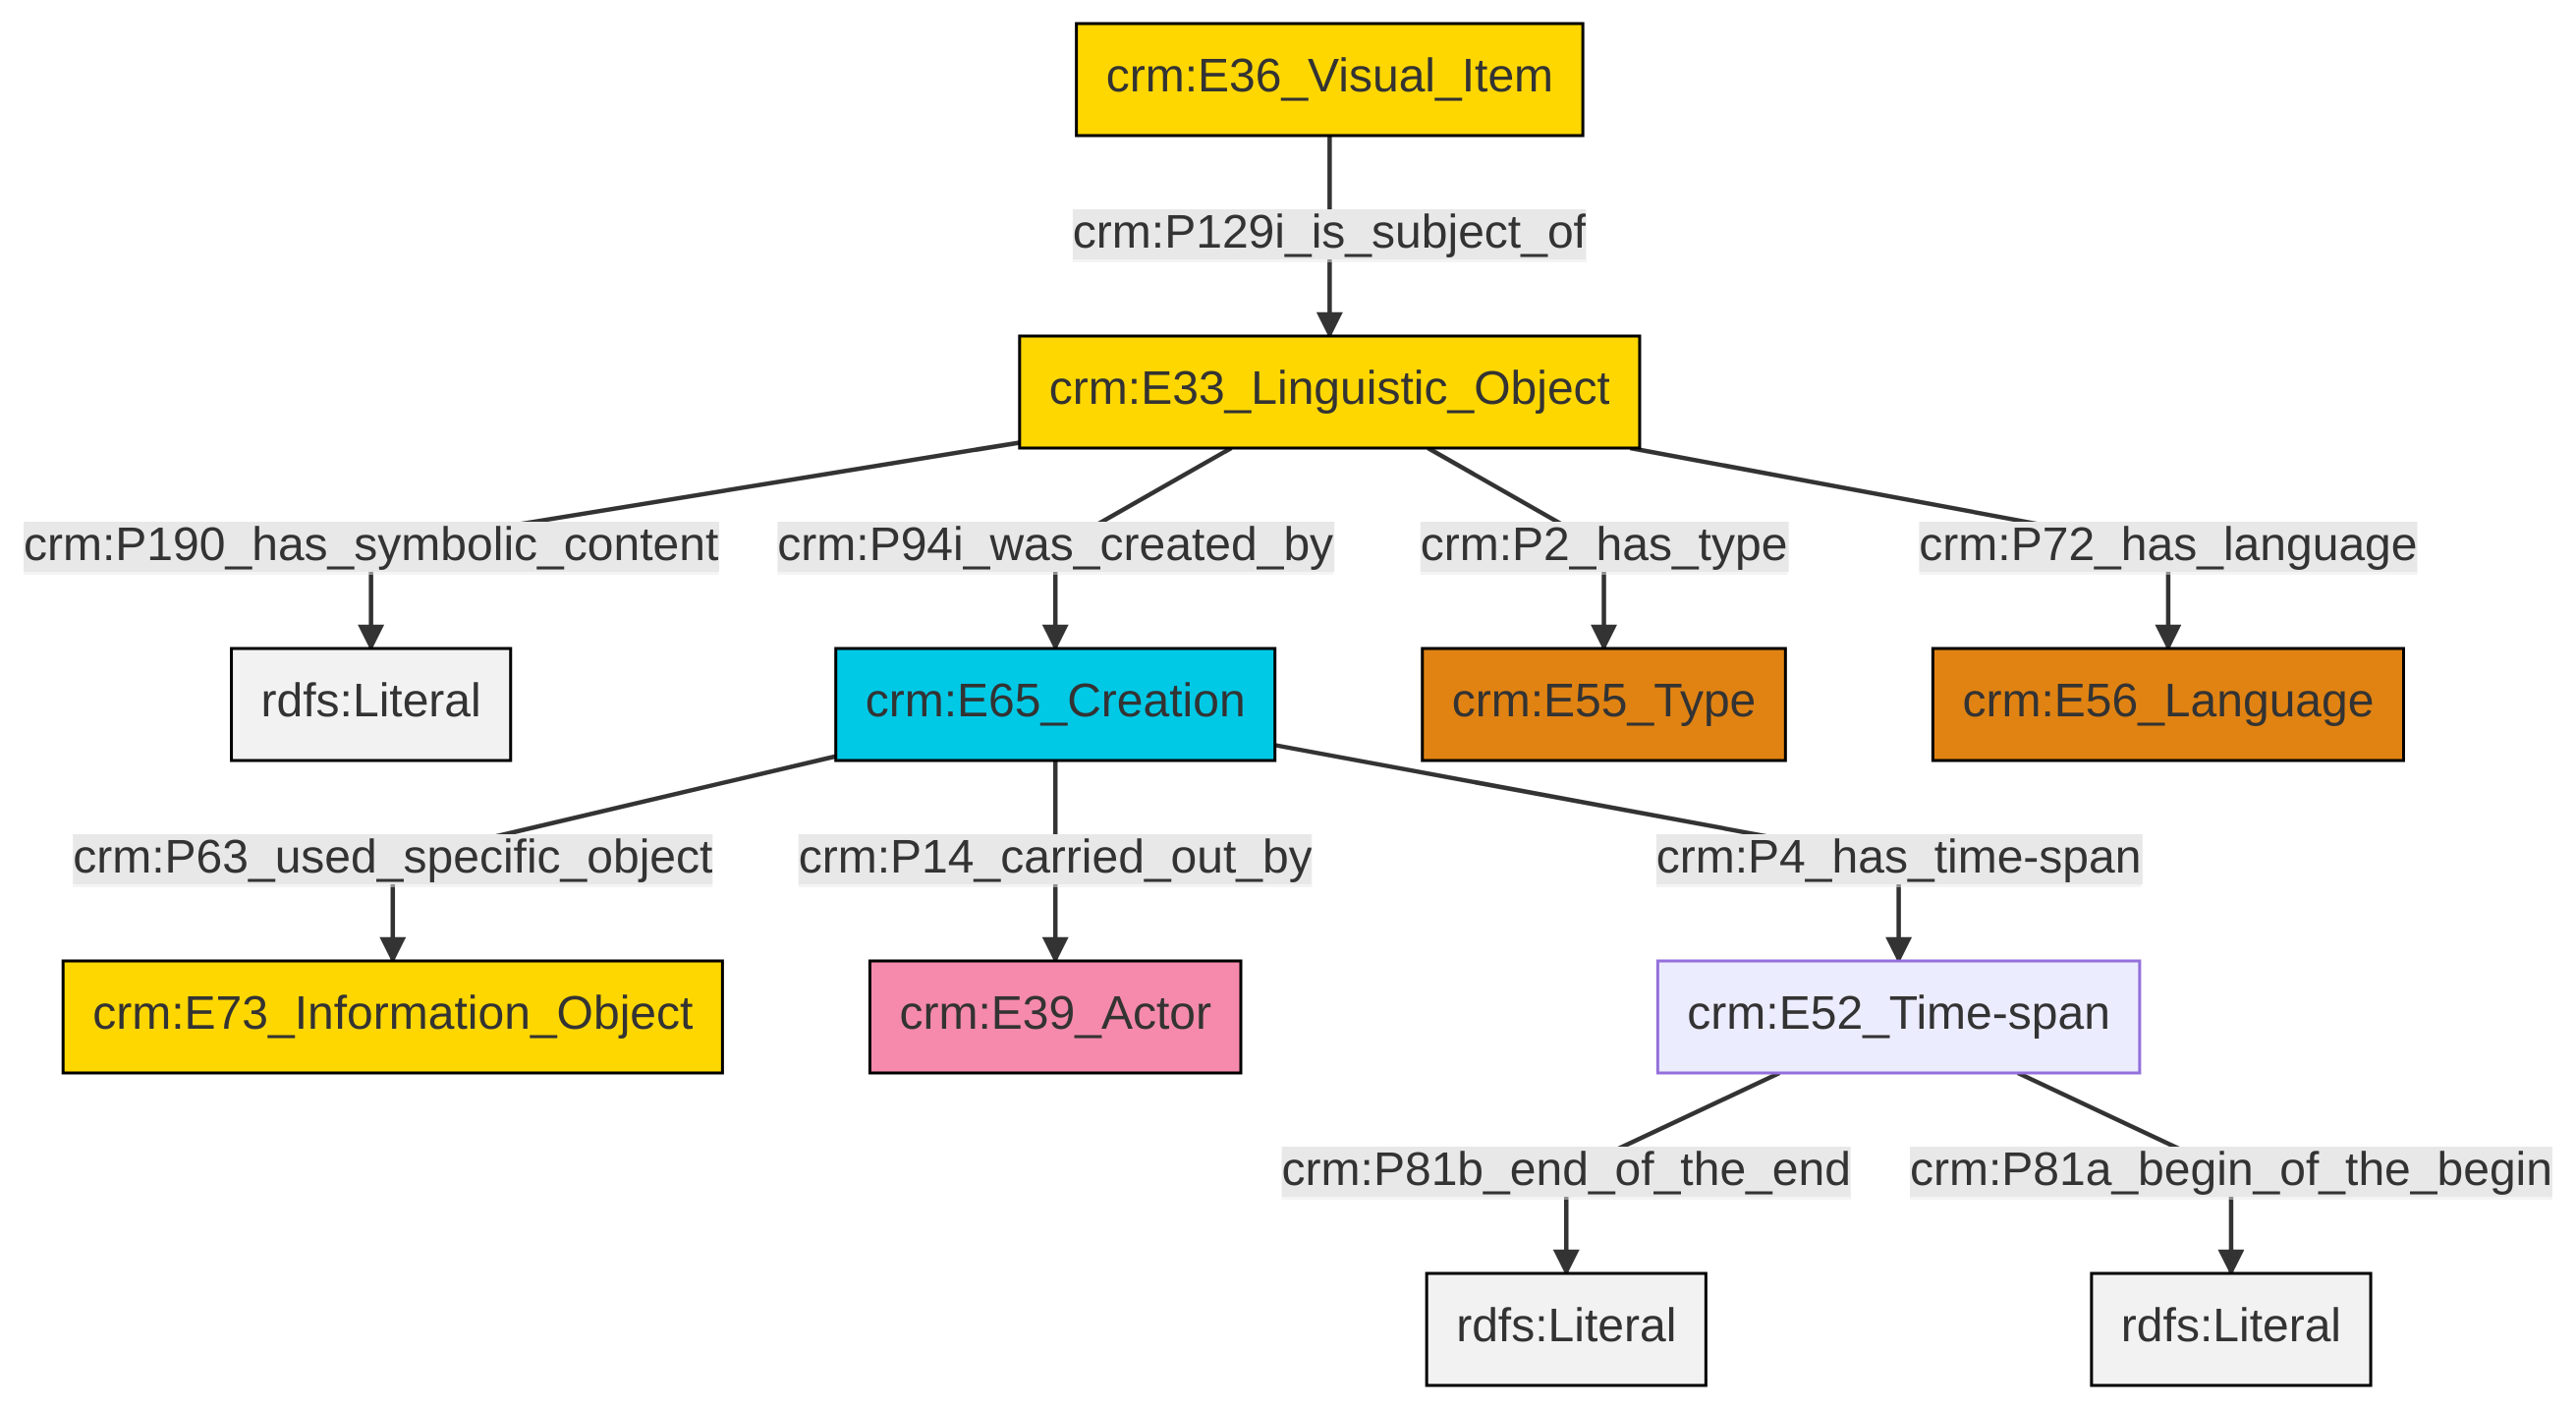 crm:E36_Visual_Item
crm:P129i_is_subject_of
crm:E33_Linguistic_Object
crm:P190_has_symbolic_content
crm:P94i_was_created_by
crm:P2_has_type
crm:P72_has_language
rdfs:Literal
crm:E65_Creation
crm:E55_Type
crm:E56_Language
crm:P63_used_specific_object
crm:P14_carried_out_by
crm:P4_has_time-span
crm:E73_Information_Object
crm:E39_Actor
crm:E52_Time-span
crm:P81b_end_of_the_end
crm:P81a_begin_of_the_begin
rdfs:Literal
rdfs:Literal